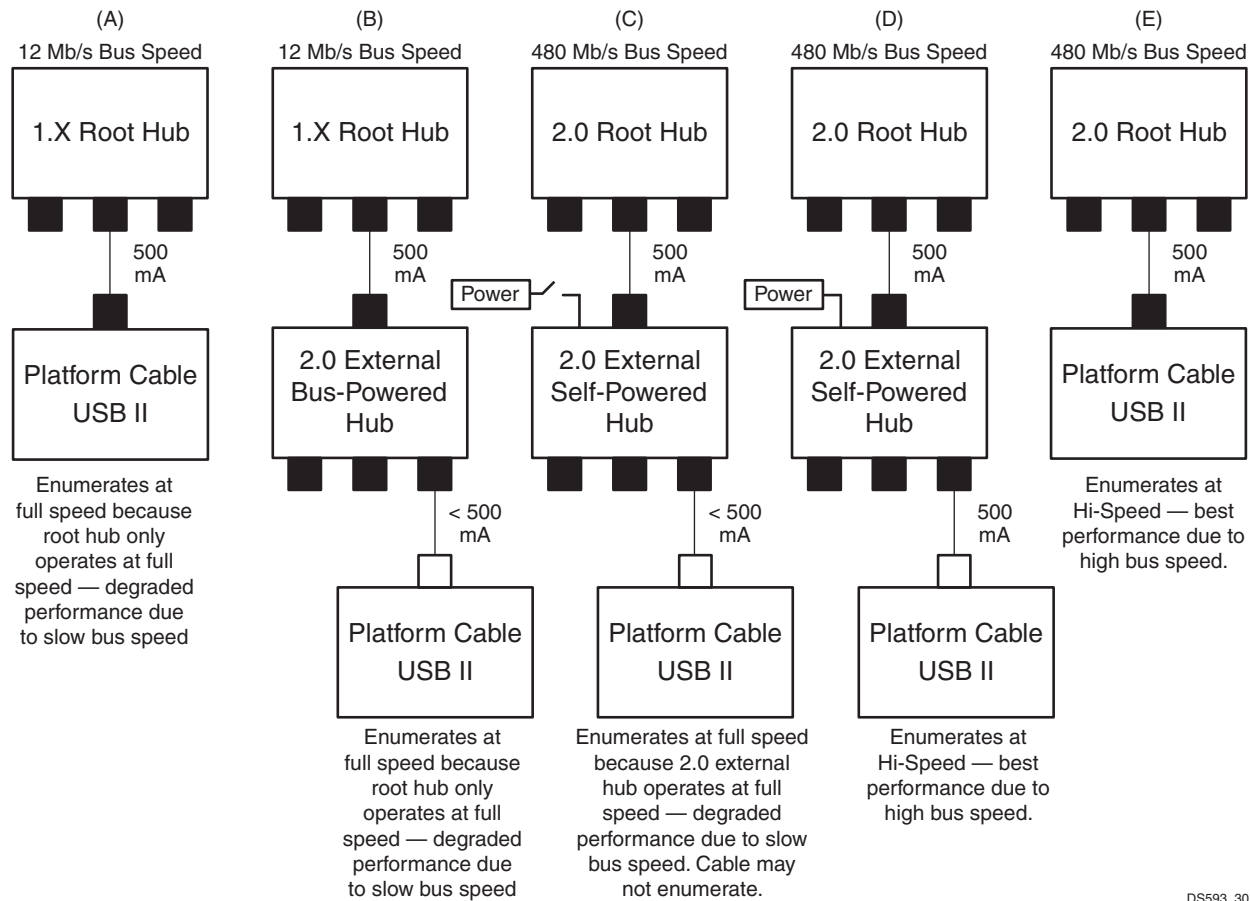 (A)
12 Mb/s Bus Speed
1.X Root Hub
500
mA
Platform Cable
USB II
Enumerates at
full speed because
root hub only
operates at full
speed — degraded
performance due
to slow bus speed
(B)
12 Mb/s Bus Speed
1.X Root Hub
500
mA
2.0 External
Bus-Powered
Hub
< 500
mA
Platform Cable
USB II
Enumerates at
full speed because
root hub only
operates at full
speed — degraded
performance due
to slow bus speed
(C)
480 Mb/s Bus Speed
2.0 Root Hub
500
mA
Power
2.0 External
Self-Powered
Hub
< 500
mA
Platform Cable
USB II
Enumerates at full speed
because 2.0 external
hub operates at full
speed — degraded
performance due to slow
bus speed. Cable may
not enumerate.
(D)
480 Mb/s Bus Speed
2.0 Root Hub
500
mA
Power
2.0 External
Self-Powered
Hub
500
mA
Platform Cable
USB II
Enumerates at
Hi-Speed — best
performance due to
high bus speed.
(E)
480 Mb/s Bus Speed
2.0 Root Hub
500
mA
Platform Cable
USB II
Enumerates at
Hi-Speed — best
performance due to
high bus speed.